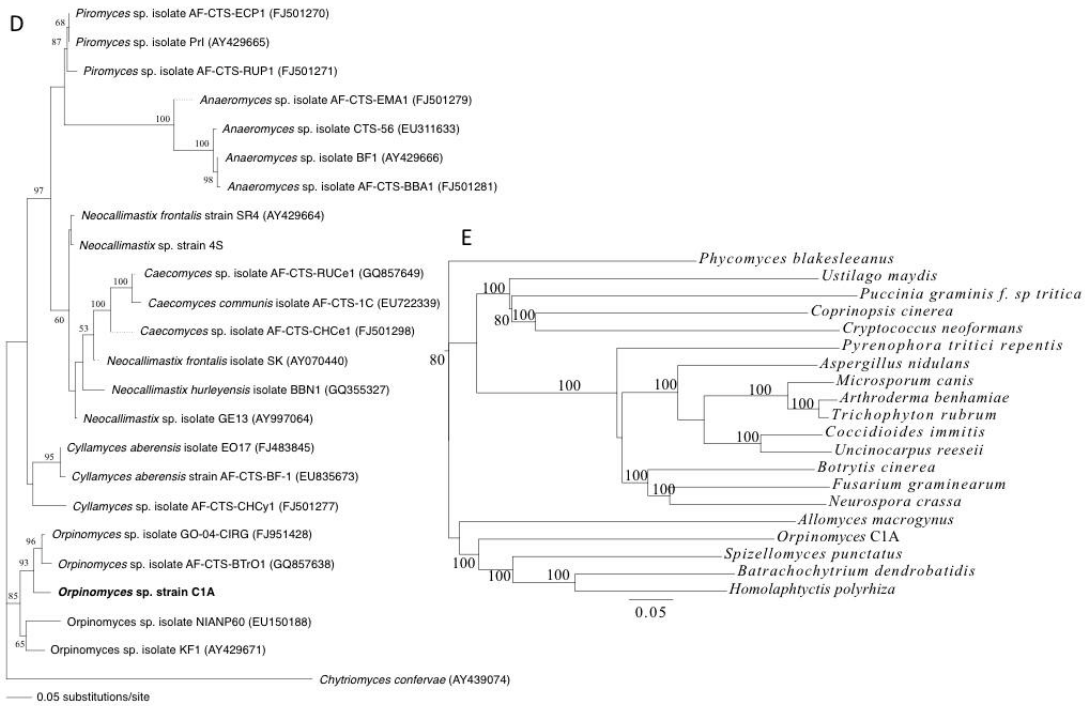 D
Piromyces sp. isolate AF-CTS-ECP1 (FJ501270)
68
87
Piromyces sp. isolate PrI (AY429665)
Piromyces sp. isolate AF-CTS-RUP1 (FJ501271)
Anaeromyces sp. isolate AF-CTS-EMA1 (FJ501279)
100
Anaeromyces sp. isolate CTS-56 (EU311633)
100
Anaeromyces sp. isolate BF1 (AY429666)
98
Anaeromyces sp. isolate AF-CTS-BBA1 (FJ501281)
97
Neocallimastix frontalis strain SR4 (AY429664)
Neocallimastix sp. strain 4S
Caecomyces sp. isolate AF-CTS-RUCe1 (GQ857649)
100
Caecomyces communis isolate AF-CTS-1C (EU722339)
100
60
53
Caecomyces sp. isolate AF-CTS-CHCe1 (FJ501298)
Neocallimastix frontalis isolate SK (AY070440)
Neocallimastix hurleyensis isolate BBN1 (GQ355327)
Neocallimastix sp. isolate GE13 (AY997064)
Cyllamyces aberensis isolate EO17 (FJ483845)
95
Cyllamyces aberensis strain AF-CTS-BF-1 (EU835673)
Cyllamyces sp. isolate AF-CTS-CHCy1 (FJ501277)
Orpinomyces sp. isolate GO-04-CIRG (FJ951428)
96
93
Orpinomyces sp. isolate AF-CTS-BTrO1 (GQ857638)
Orpinomyces sp. strain C1A
85
Orpinomyces sp. isolate NIANP60 (EU150188)
65
Orpinomyces sp. isolate KF1 (AY429671)
Chytriomyces confervae (AY439074)
0.05 substitutions/site
E
Phycomyces blakesleeanus
Ustilago maydis
100
Puccinia graminis f. sp tritica
Coprinopsis cinerea
80
100
Cryptococcus neoformans
80
Pyrenophora tritici repentis
Aspergillus nidulans
100
100
Microsporum canis
100
Arthroderma benhamiae
100
Trichophyton rubrum
Coccidioides immitis
100
Uncinocarpus reeseii
Botrytis cinerea
100
Fusarium graminearum
100
Neurospora crassa
Allomyces macrogynus
Orpinomyces C1A
100
Spizellomyces punctatus
100
Batrachochytrium dendrobatidis
100
Homolaphtyctis polyrhiza
0.05